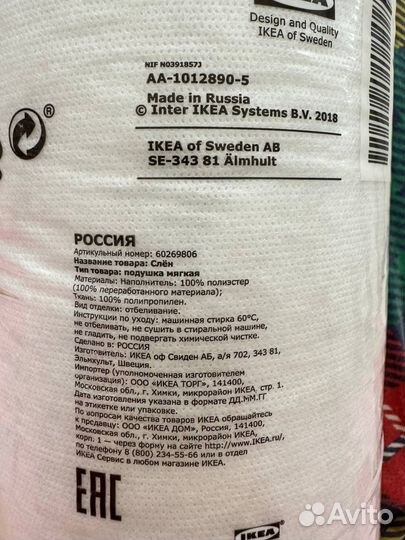 IKEA
Design and Quality
IKEA of Sweden
NIF N0391857J
AA-1012890-5
Made in Russia
© Inter IKEA Systems B.V. 2018
IKEA of Sweden AB
SE-343 81 Älmhult
РОССИЯ
Артикульный номер: 60269806
Название товара: Слён
Тип товара: подушка мягкая
Материалы: Наполнитель: 100% полиэстер
(100% переработанного материала);
Ткань: 100% полипропилен.
Вид отделки: отбеливание.
Инструкции по уходу: машинная стирка 60°С,
не отбеливать, не сушить в стиральной машине,
не гладить, не подвергать химической чистке.
Сделано в: РОССИЯ
Изготовитель: ИКЕА оф Свиден АБ, а/я 702, 343 81,
Эльмхульт, Швеция.
Импортер (уполномоченная изготовителем
организация): ООО «ИКЕА ТОРГ», 141400,
Московская обл., г. Химки, микрорайон ИКЕА, стр. 1.
Дата изготовления указана в формате ДД.ММ.ГГ
на этикетке или упаковке.
По вопросам качества товаров ИКЕА обращайтесь
к продавцу: ООО «ИКЕА ДОМ», Россия, 141400,
Московская обл., г. Химки, микрорайон ИКЕА,
корп. 1 — через форму на сайте http://www.IKEA.ru/,
по телефону 8 (800) 234-55-66 или в отдел
ИКЕА Сервис в любом магазине ИКЕА.
EAC
IKEA
Avito